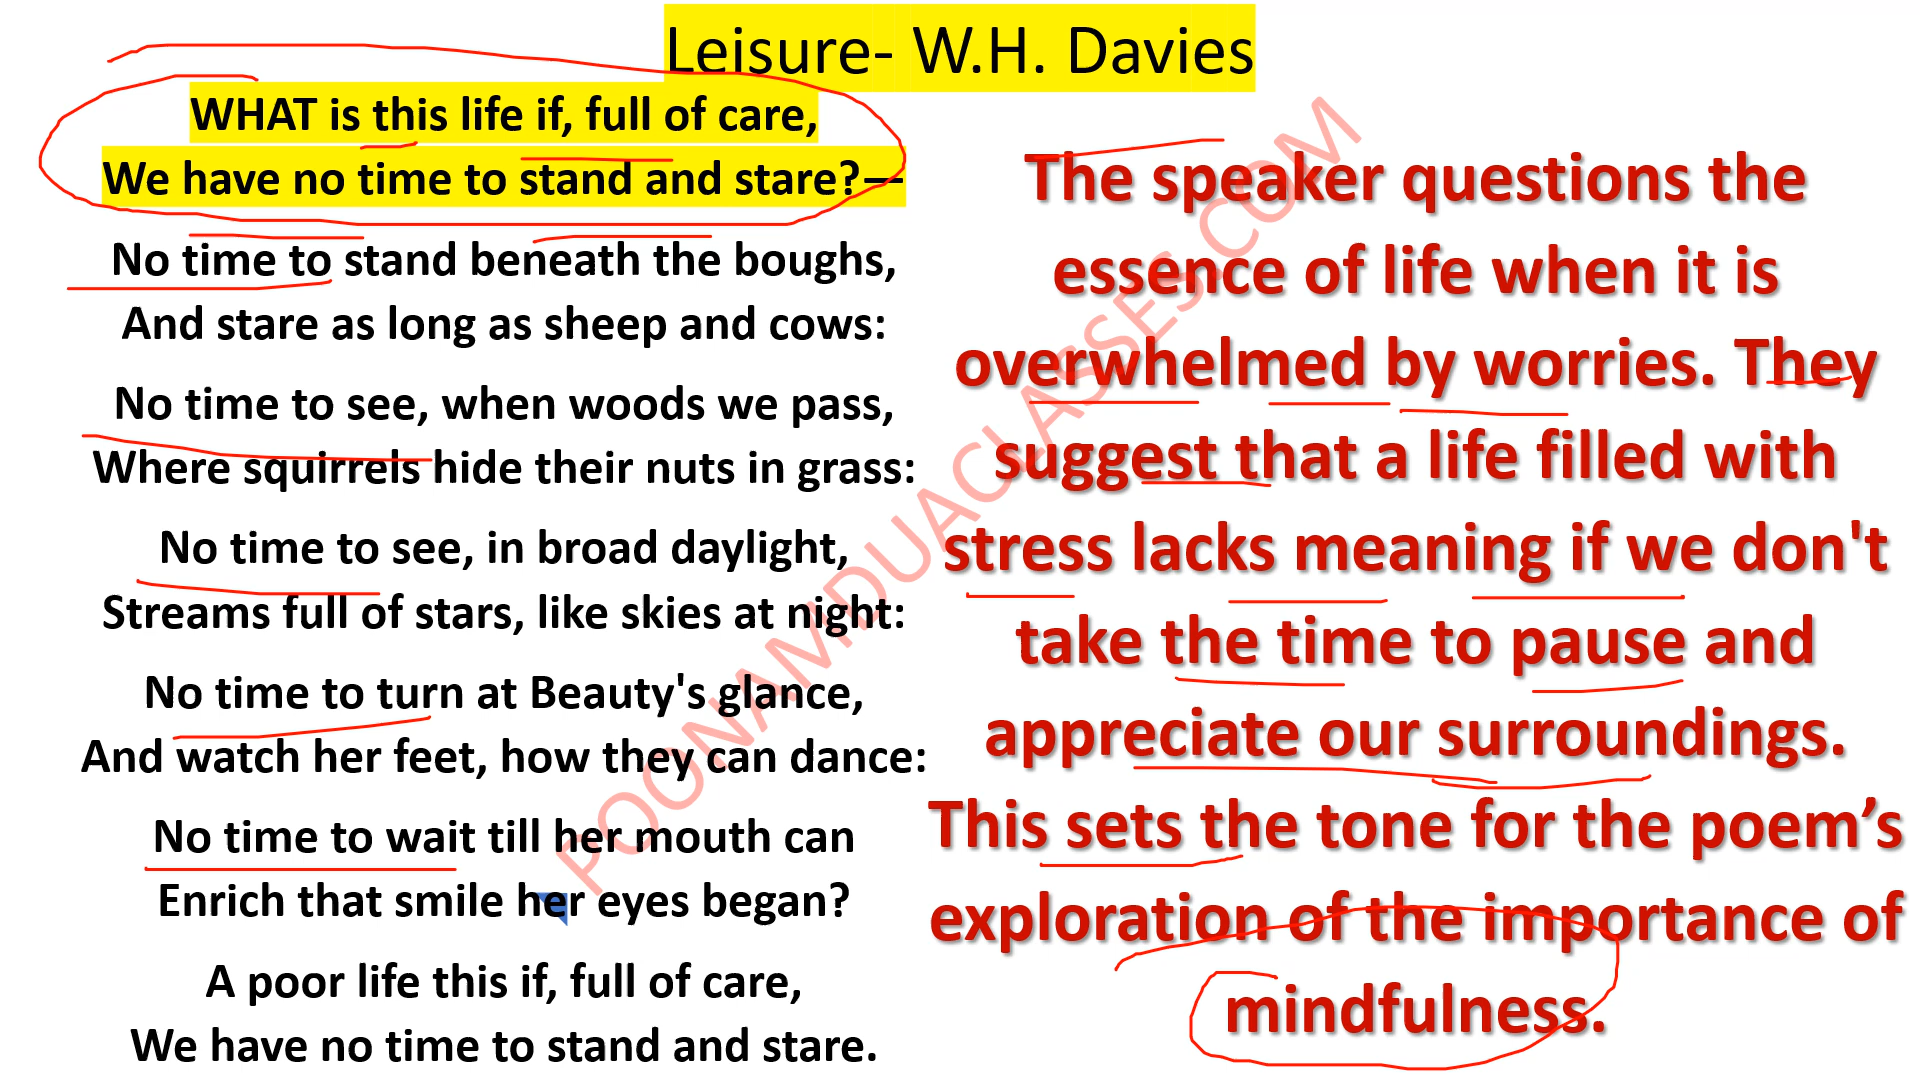 Leisure- W.H. Davies
WHAT is this life if, full of care,
We have no time to stand and stare?—
No time to stand beneath the boughs,
And stare as long as sheep and cows:
No time to see, when woods we pass,
Where squirrels hide their nuts in grass:
No time to see, in broad daylight,
Streams full of stars, like skies at night:
No time to turn at Beauty's glance,
And watch her feet, how they can dance:
No time to wait till her mouth can
Enrich that smile her eyes began?
A poor life this if, full of care,
We have no time to stand and stare.
The speaker questions the
essence of life when it is
overwhelmed by worries. They
suggest that a life filled with
stress lacks meaning if we don't
take the time to pause and
appreciate our surroundings.
This sets the tone for the poem’s
exploration of the importance of
mindfulness.
POONAMDUACLASSES.COM